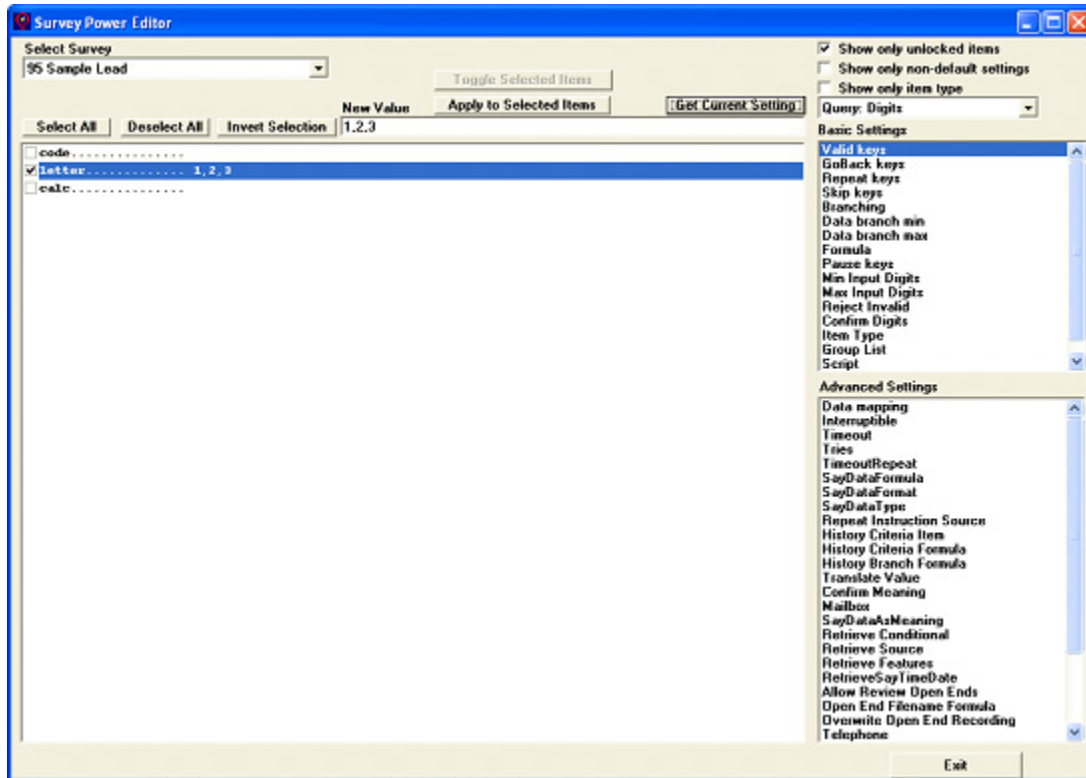 Survey Power Editor
Select Survey
95 Sample Lead
Toggle Selected Items
New Value
Apply to Selected Items
Get Current Setting
Select All
Deselect All
Invert Selection
1,2,3
code...............
letter............. 1,2,3
calc...............
Show only unlocked items
Show only non-default settings
Show only item type
Query: Digits
Basic Settings
Valid keys
GoBack keys
Repeat keys
Skip keys
Branching
Data branch min
Data branch max
Formula
Pause keys
Min Input Digits
Max Input Digits
Reject Invalid
Confirm Digits
Item Type
Group List
Script
Advanced Settings
Data mapping
Interruptible
Timeout
Tries
TimeoutRepeat
SayDataFormula
SayDataFormat
SayDataType
Repeat Instruction Source
History Criteria Item
History Criteria Formula
History Branch Formula
Translate Value
Confirm Meaning
Mailbox
SayDataAsMeaning
Retrieve Conditional
Retrieve Source
Retrieve Features
RetrieveSayTimeDate
Allow Review Open Ends
Open End Filename Formula
Overwrite Open End Recording
Telephone
Exit